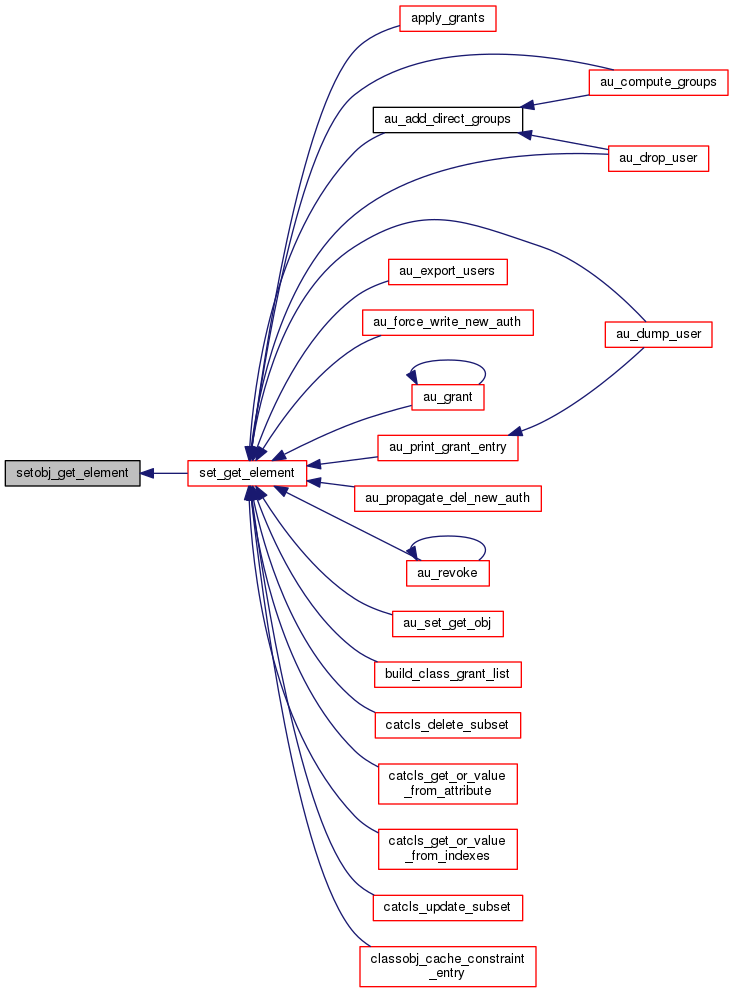 apply_grants
au_compute_groups
au_add_direct_groups
au_drop_user
au_export_users
au_force_write_new_auth
au_dump_user
au_grant
au_print_grant_entry
setobj_get_element
set_get_element
au_propagate_del_new_auth
au_revoke
au_set_get_obj
build_class_grant_list
catcls_delete_subset
catcls_get_or_value
_from_attribute
catcls_get_or_value
_from_indexes
catcls_update_subset
classobj_cache_constraint
_entry